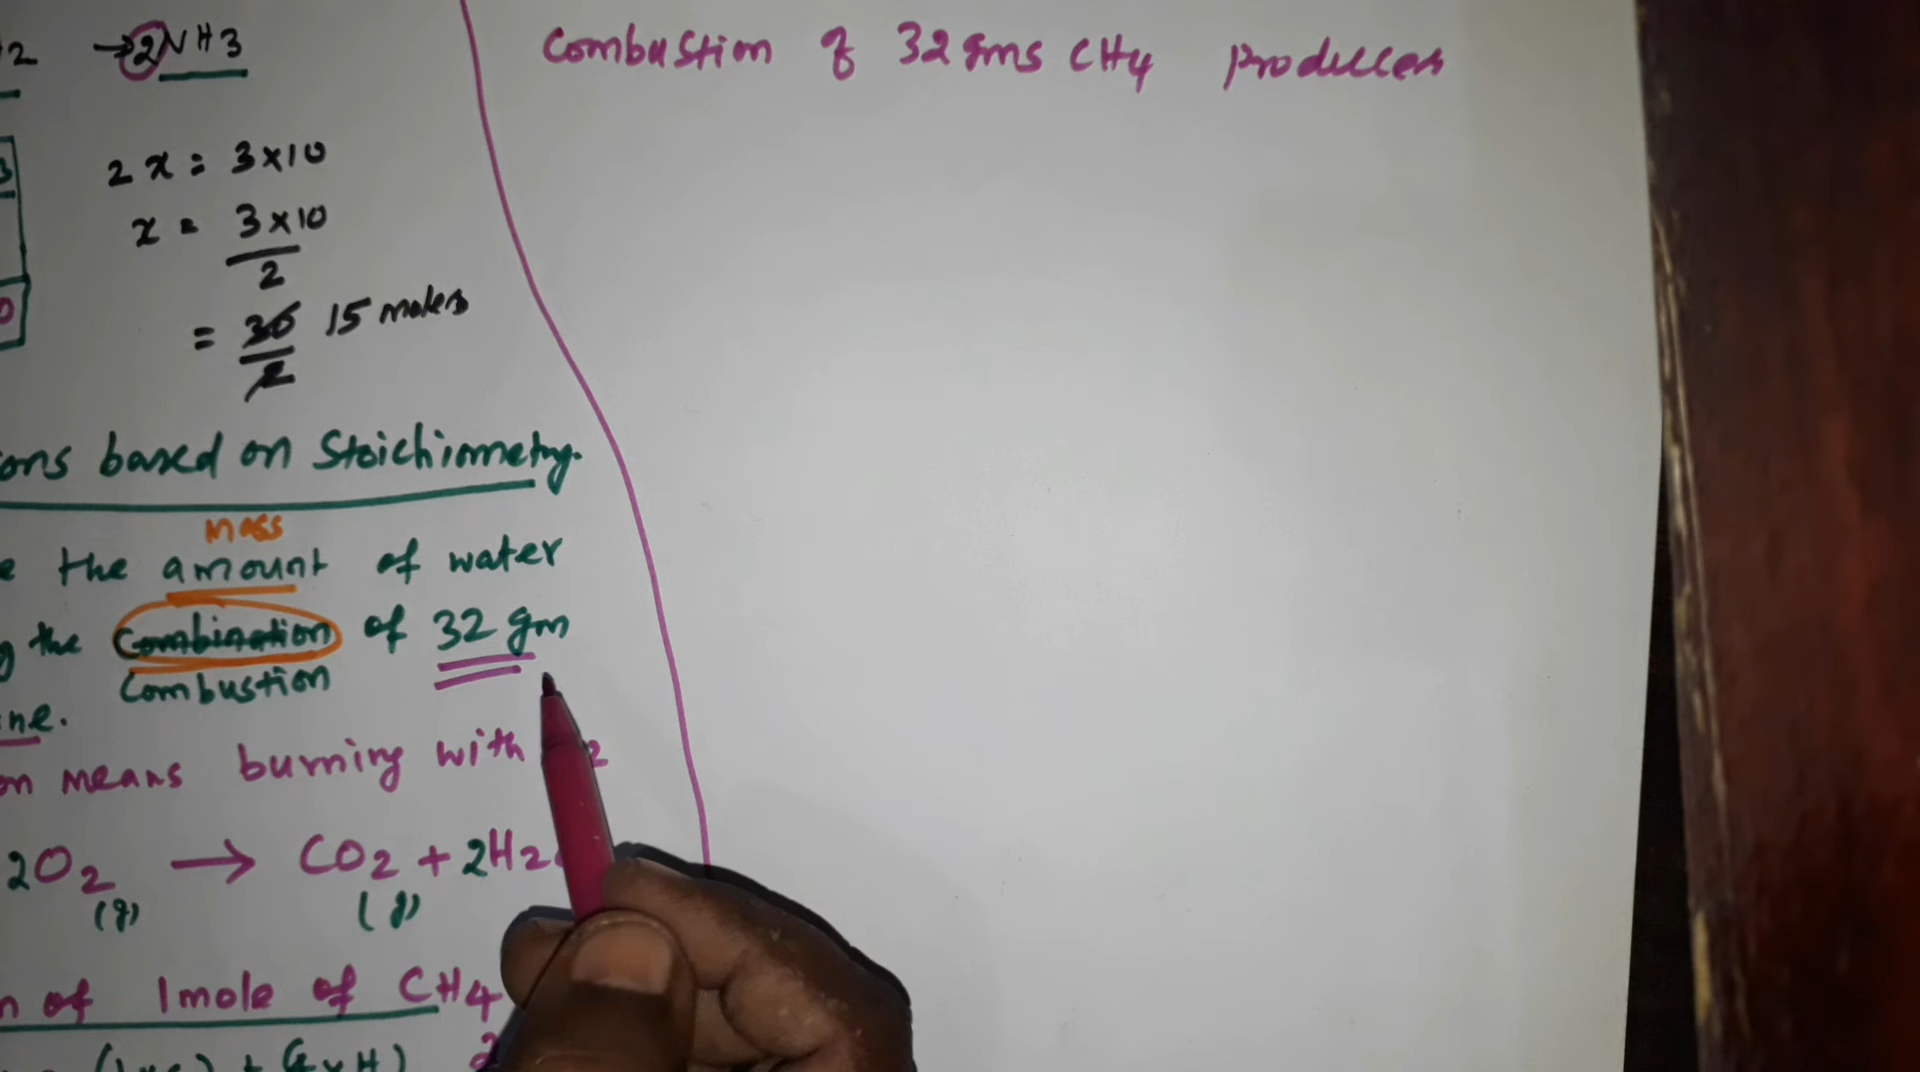 2 → 2NH3
2x = 3×10
x = 3×10
2
= 30 15 moles
2
ons based on Stoichiometry.
mass
e the amount of water
g the Combination of 32 gm
Combustion
ne.
on means burning with 2
2O2 → CO2 + 2H2
(g) (g)
n of 1mole of CH4
Combustion of 32 gms CH4 produces